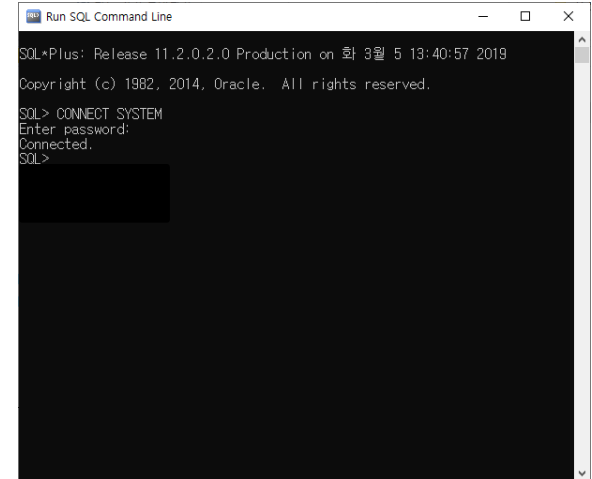 Run SQL Command Line
SQL*Plus: Release 11.2.0.2.0 Production on 화 3월 5 13:40:57 2019
Copyright (c) 1982, 2014, Oracle.  All rights reserved.
SQL> CONNECT SYSTEM
Enter password:
Connected.
SQL>